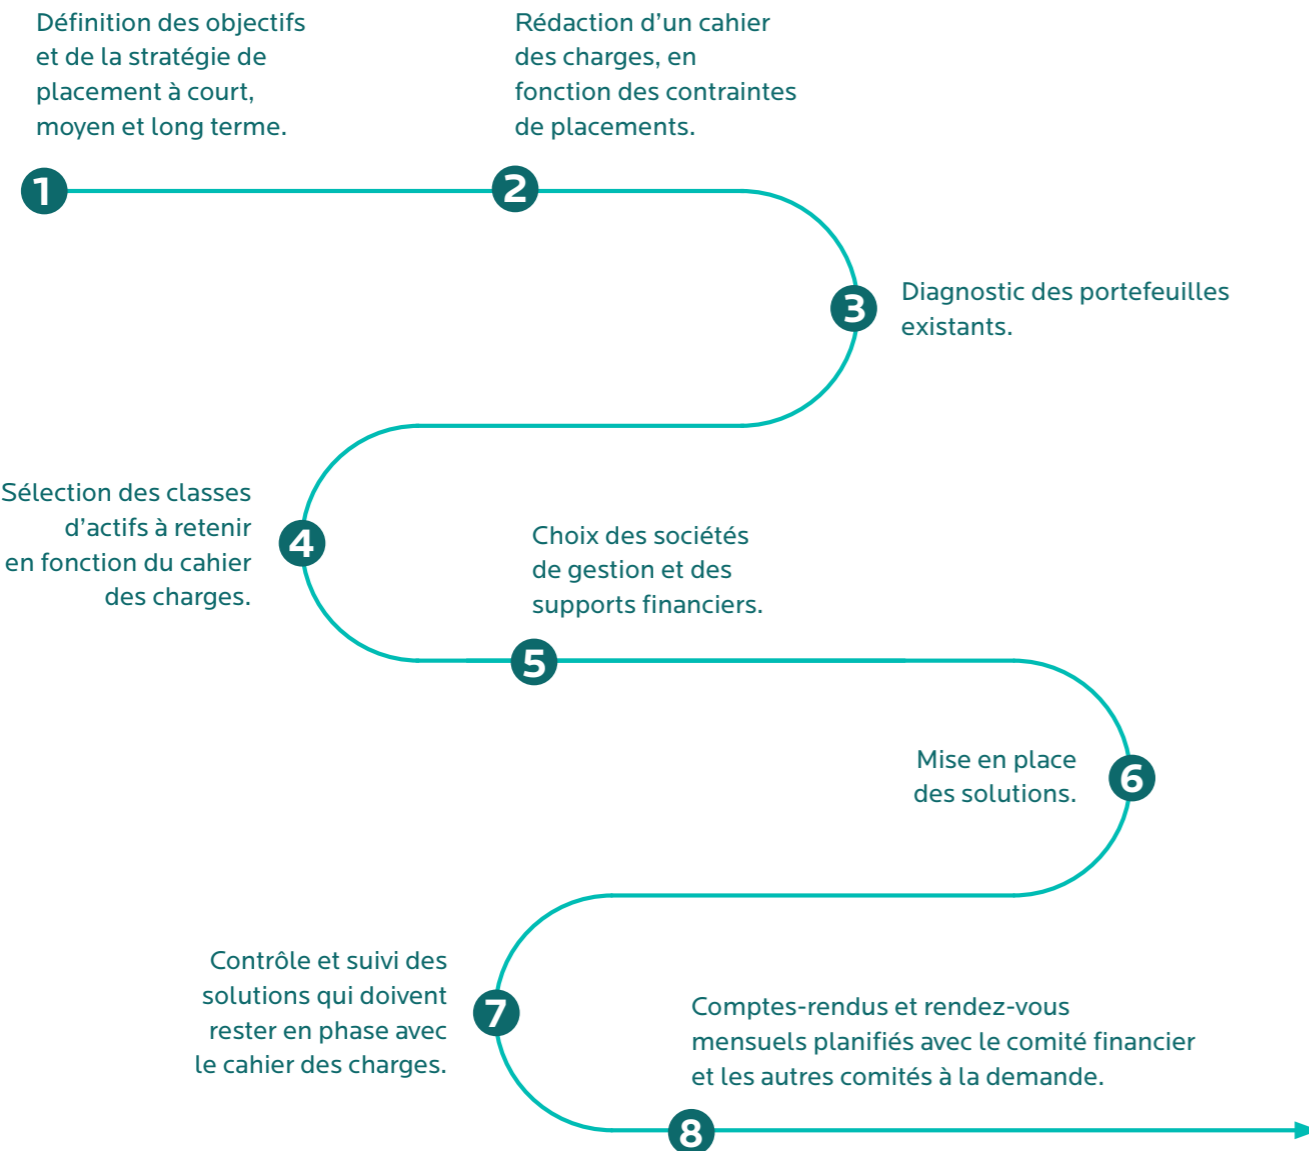 Définition des objectifs
et de la stratégie de
placement à court,
moyen et long terme.
1
Rédaction d’un cahier
des charges, en
fonction des contraintes
de placements.
2
3
Diagnostic des portefeuilles
existants.
Sélection des classes
d’actifs à retenir
en fonction du cahier
des charges.
4
Choix des sociétés
de gestion et des
supports financiers.
5
Mise en place
des solutions.
6
Contrôle et suivi des
solutions qui doivent
rester en phase avec
le cahier des charges.
7
Comptes-rendus et rendez-vous
mensuels planifiés avec le comité financier
et les autres comités à la demande.
8